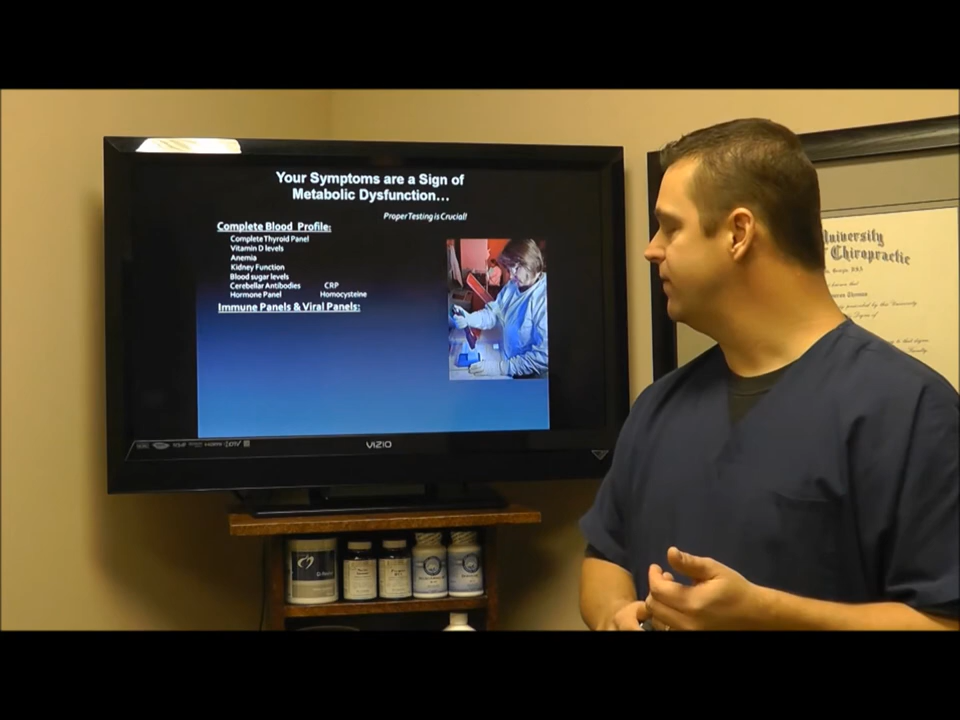 Your Symptoms are a Sign of
Metabolic Dysfunction...
Proper Testing is Crucial!
Complete Blood Profile:
Complete Thyroid Panel
Vitamin D levels
Anemia
Kidney Function
Blood sugar levels
Cerebellar Antibodies CRP
Hormone Panel Homocysteine
Immune Panels & Viral Panels:
VIZIO
University
Chiropractic